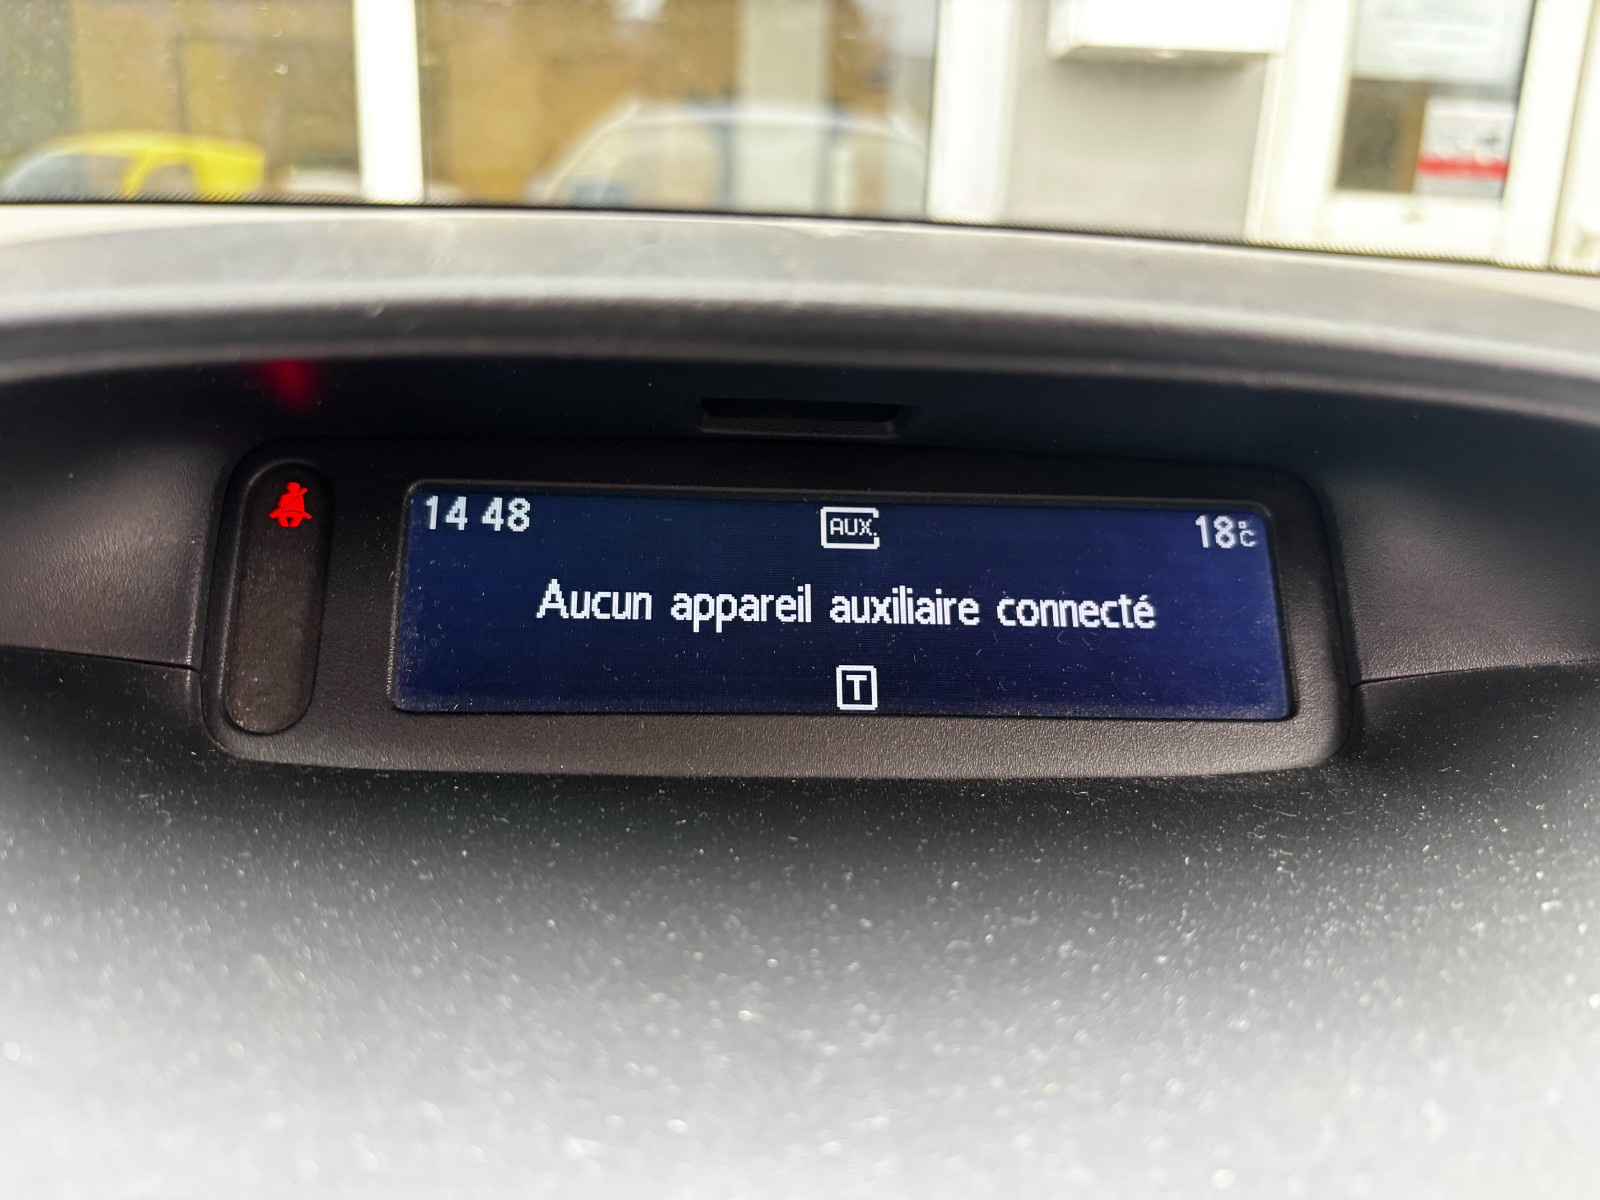 14 48 AUX. 18°C
Aucun appareil auxiliaire connecté
T